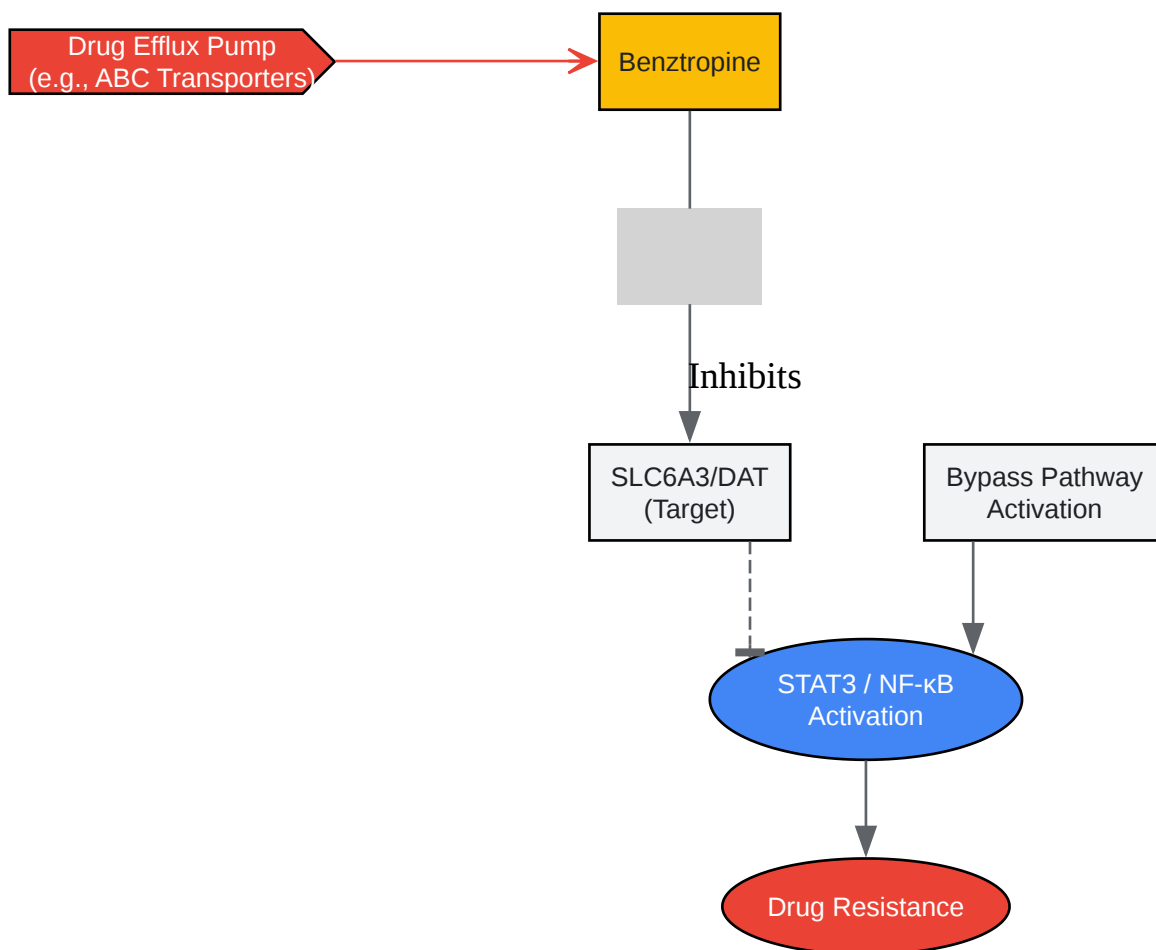 Drug Efflux Pump
(e.g., ABC Transporters)
Benztropine
Inhibits
SLC6A3/DAT
(Target)
Bypass Pathway
Activation
STAT3 / NF-κB
Activation
Drug Resistance